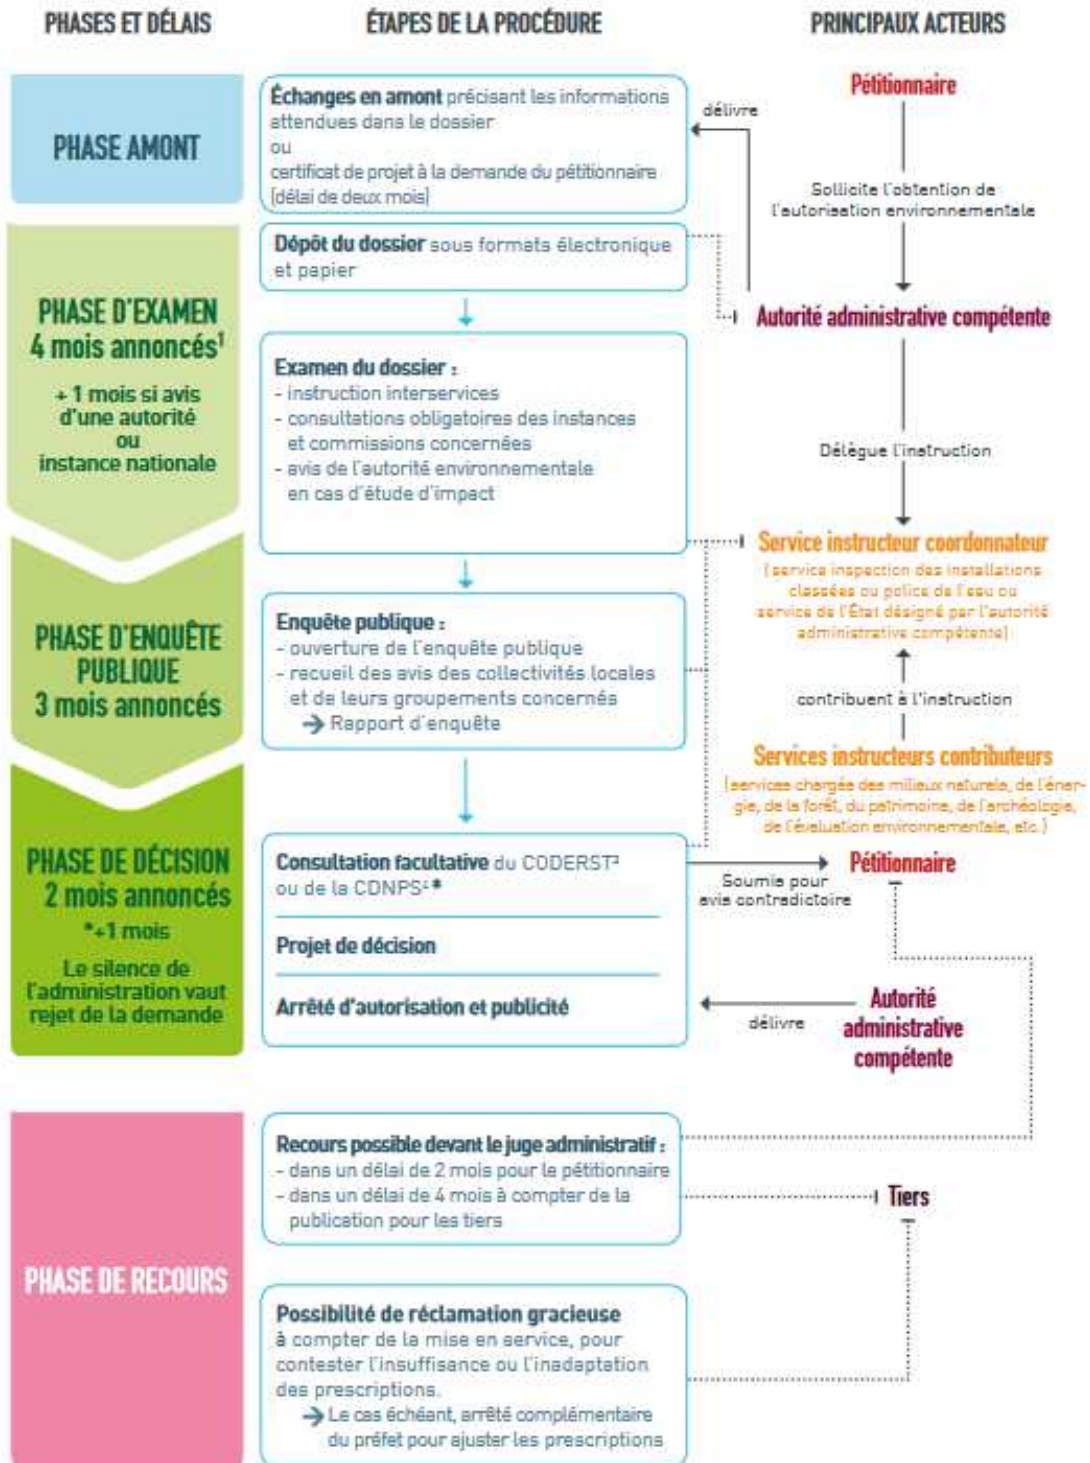 PHASES ET DÉLAIS
ÉTAPES DE LA PROCÉDURE
PRINCIPAUX ACTEURS
PHASE AMONT
Échanges en amont précisant les informations
attendues dans le dossier
ou
certificat de projet à la demande du pétitionnaire
(délai de deux mois)
délivre
Pétitionnaire
Sollicite l'obtention de
l'autorisation environnementale
Dépôt du dossier sous formats électronique
et papier
Autorité administrative compétente
PHASE D'EXAMEN
4 mois annoncés¹
+ 1 mois si avis
d'une autorité
ou
instance nationale
Examen du dossier :
- instruction interservices
- consultations obligatoires des instances
et commissions concernées
- avis de l'autorité environnementale
en cas d'étude d'impact
Délègue l'instruction
Service instructeur coordonnateur
(service inspection des installations
classées ou police de l'eau ou
service de l'État désigné par l'autorité
administrative compétente)
PHASE D'ENQUÊTE
PUBLIQUE
3 mois annoncés
Enquête publique :
- ouverture de l'enquête publique
- recueil des avis des collectivités locales
et de leurs groupements concernés
→ Rapport d'enquête
contribuent à l'instruction
Services instructeurs contributeurs
(services chargés des milieux naturels, de l'éner-
gie, de la forêt, du patrimoine, de l'archéologie,
de l'évaluation environnementale, etc.)
PHASE DE DÉCISION
2 mois annoncés
*+1 mois
Le silence de
l'administration vaut
rejet de la demande
Consultation facultative du CODERST
ou de la CDNPS *
Projet de décision
Arrêté d'autorisation et publicité
Soumis pour
avis contradictoire
Pétitionnaire
délivre
Autorité
administrative
compétente
PHASE DE RECOURS
Recours possible devant le juge administratif :
- dans un délai de 2 mois pour le pétitionnaire
- dans un délai de 4 mois à compter de la
publication pour les tiers
Tiers
Possibilité de réclamation gracieuse
à compter de la mise en service, pour
contester l'insuffisance ou l'inadaptation
des prescriptions.
→ Le cas échéant, arrêté complémentaire
du préfet pour ajuster les prescriptions